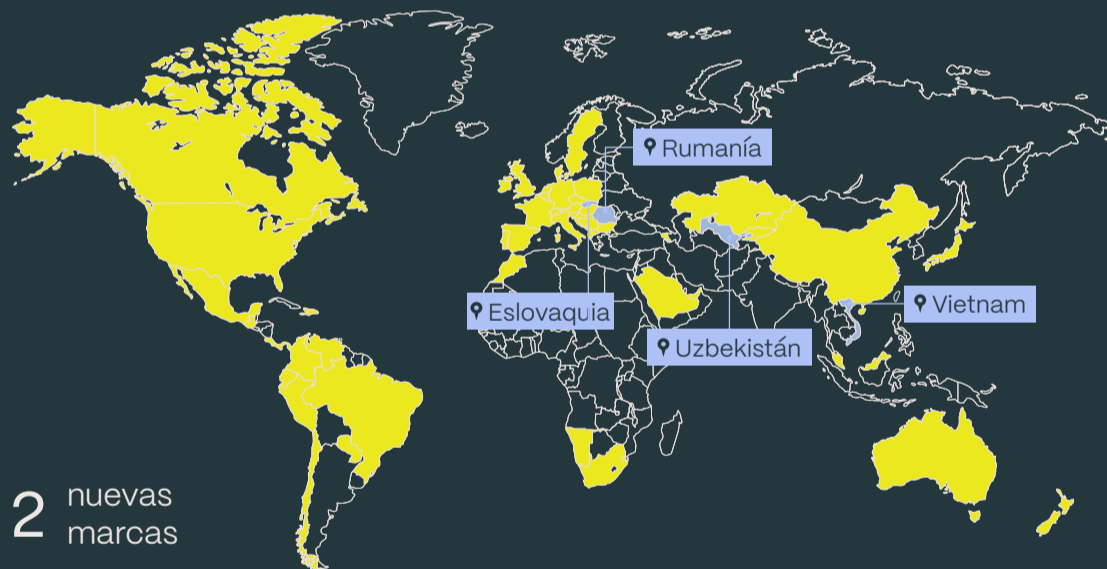 Rumanía
Eslovaquia
Vietnam
Uzbekistán
2 nuevas
marcas